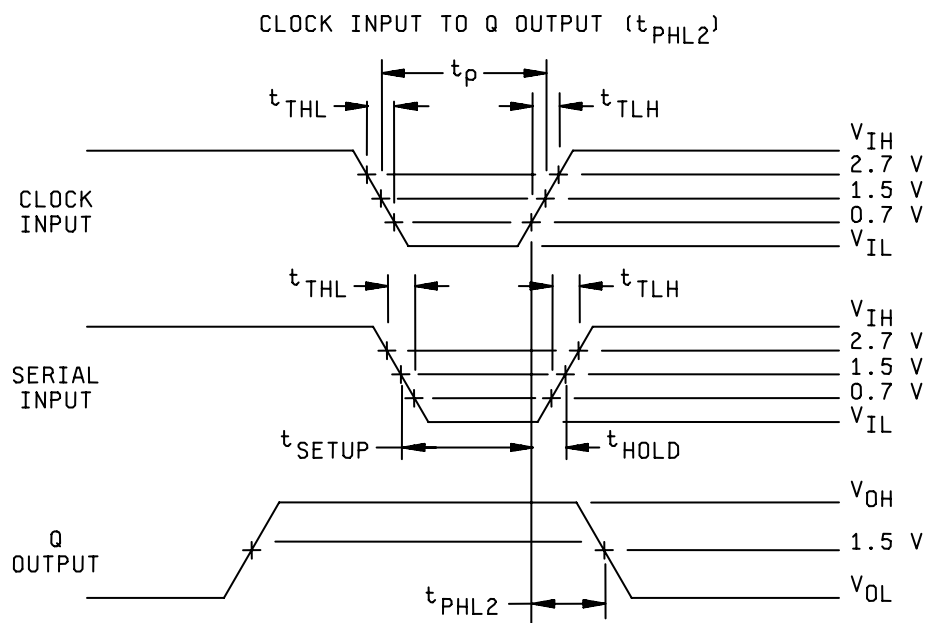 CLOCK INPUT TO Q OUTPUT (tPHL2)
tp
tTHL
tTLH
VIH
2.7 V
1.5 V
0.7 V
VIL
CLOCK
INPUT
tTHL
tTLH
VIH
2.7 V
1.5 V
0.7 V
VIL
SERIAL
INPUT
tSETUP
tHOLD
VOH
1.5 V
VOL
Q
OUTPUT
tPHL2